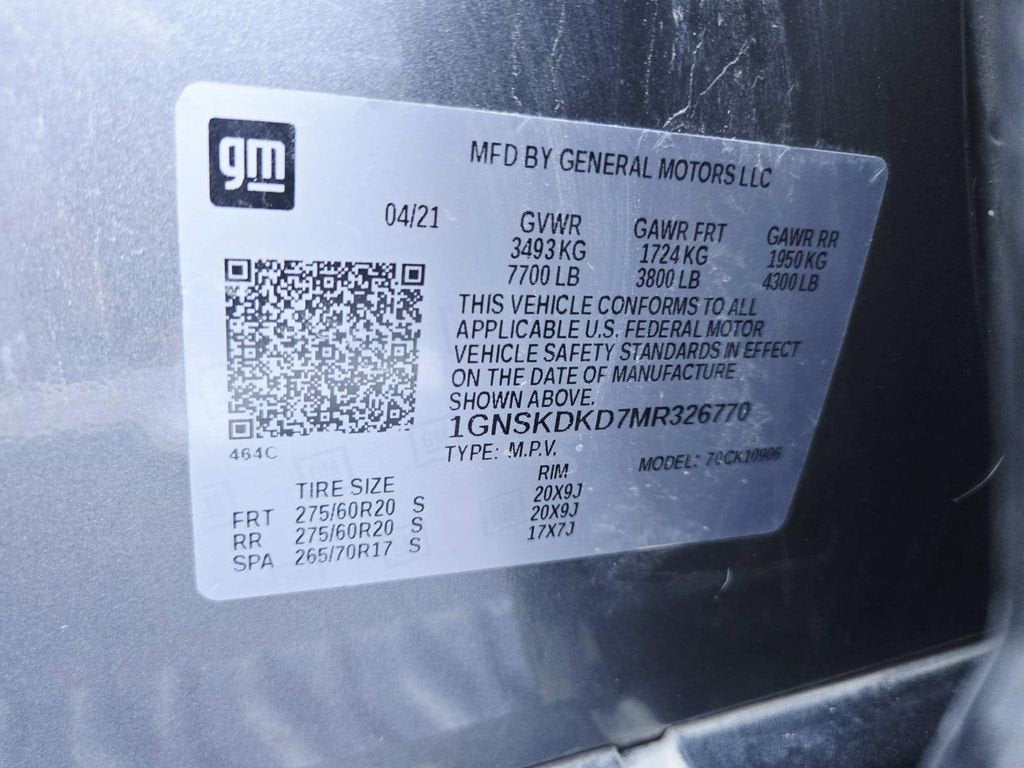 gm
MFD BY GENERAL MOTORS LLC
04/21 GVWR GAWR FRT GAWR RR
3493 KG 1724 KG 1950 KG
7700 LB 3800 LB 4300 LB
THIS VEHICLE CONFORMS TO ALL
APPLICABLE U.S. FEDERAL MOTOR
VEHICLE SAFETY STANDARDS IN EFFECT
ON THE DATE OF MANUFACTURE
SHOWN ABOVE.
1GNSKDKD7MR326770
464C
TYPE: M.P.V. MODEL: 70CK10906
TIRE SIZE RIM
FRT 275/60R20 S 20X9J
RR 275/60R20 S 20X9J
SPA 265/70R17 S 17X7J